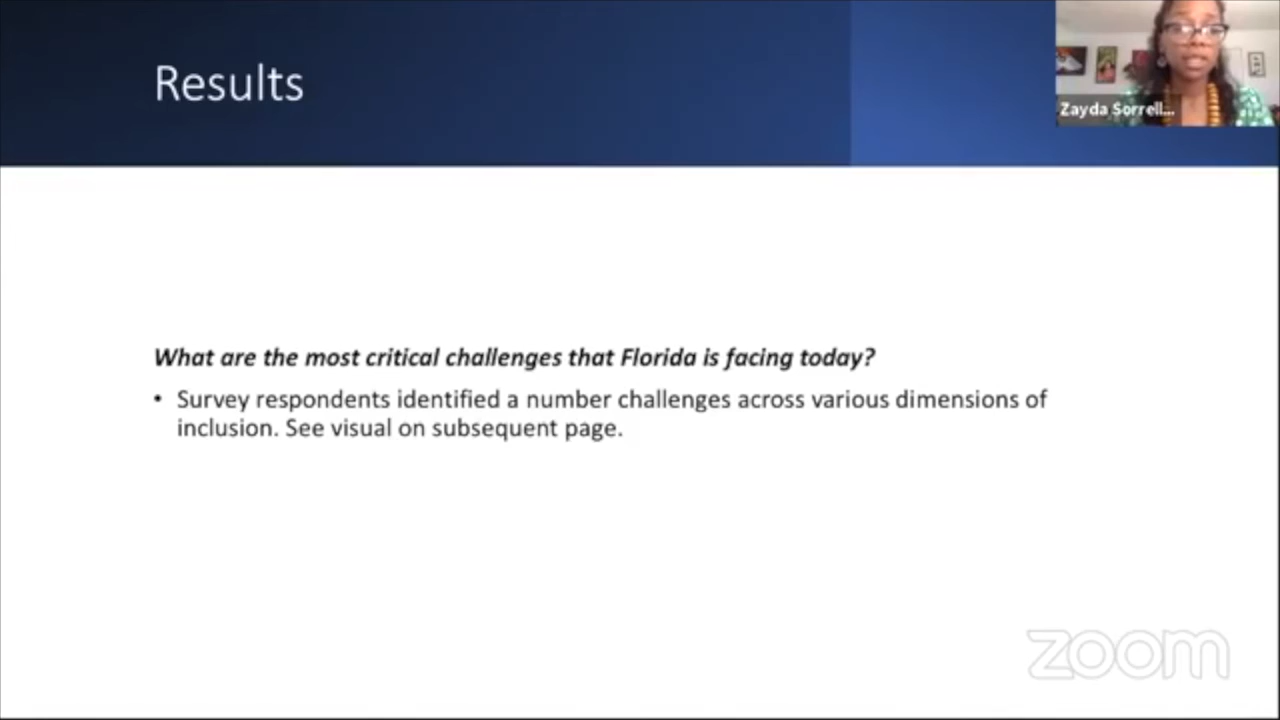 Results
Zayda Sorrell...
What are the most critical challenges that Florida is facing today?
• Survey respondents identified a number challenges across various dimensions of
inclusion. See visual on subsequent page.
zoom